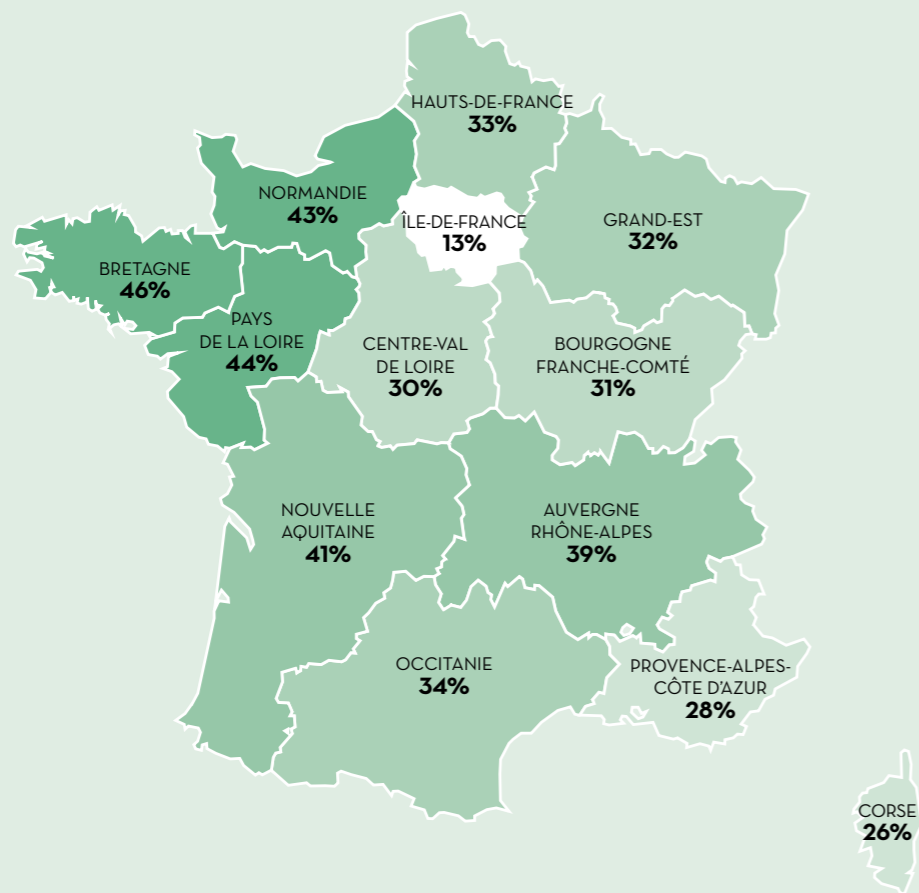 HAUTS-DE-FRANCE
33%
NORMANDIE
43%
ÎLE-DE-FRANCE
13%
GRAND-EST
32%
BRETAGNE
46%
PAYS
DE LA LOIRE
44%
CENTRE-VAL
DE LOIRE
30%
BOURGOGNE
FRANCHE-COMTÉ
31%
NOUVELLE
AQUITAINE
41%
AUVERGNE
RHÔNE-ALPES
39%
OCCITANIE
34%
PROVENCE-ALPES-
CÔTE D'AZUR
28%
CORSE
26%